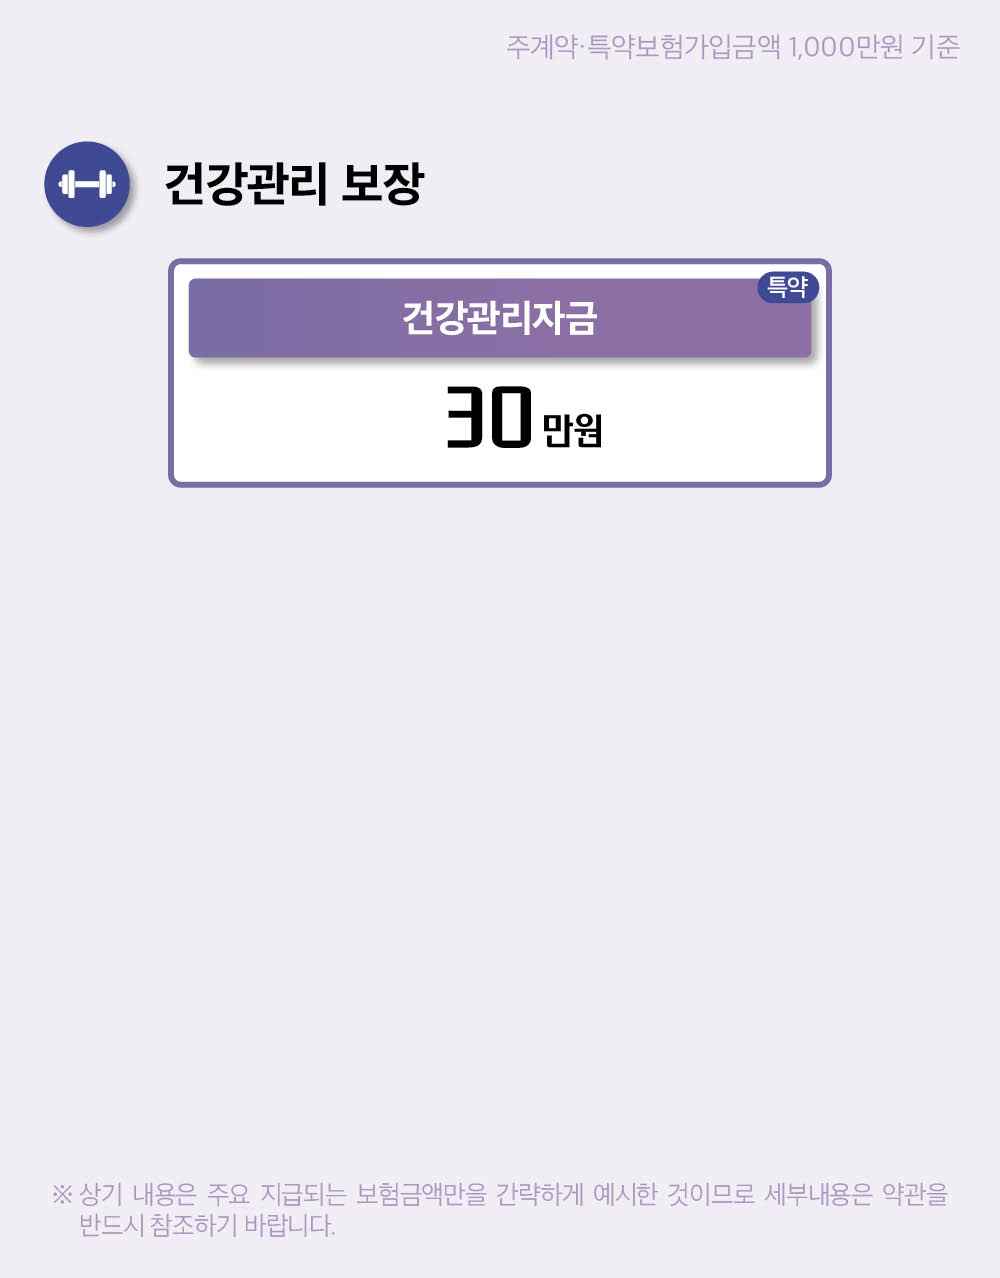 주계약·특약보험가입금액 1,000만원 기준
건강관리 보장
특약
건강관리자금
30 만원
※ 상기 내용은 주요 지급되는 보험금액만을 간략하게 예시한 것이므로 세부내용은 약관을
반드시 참조하기 바랍니다.